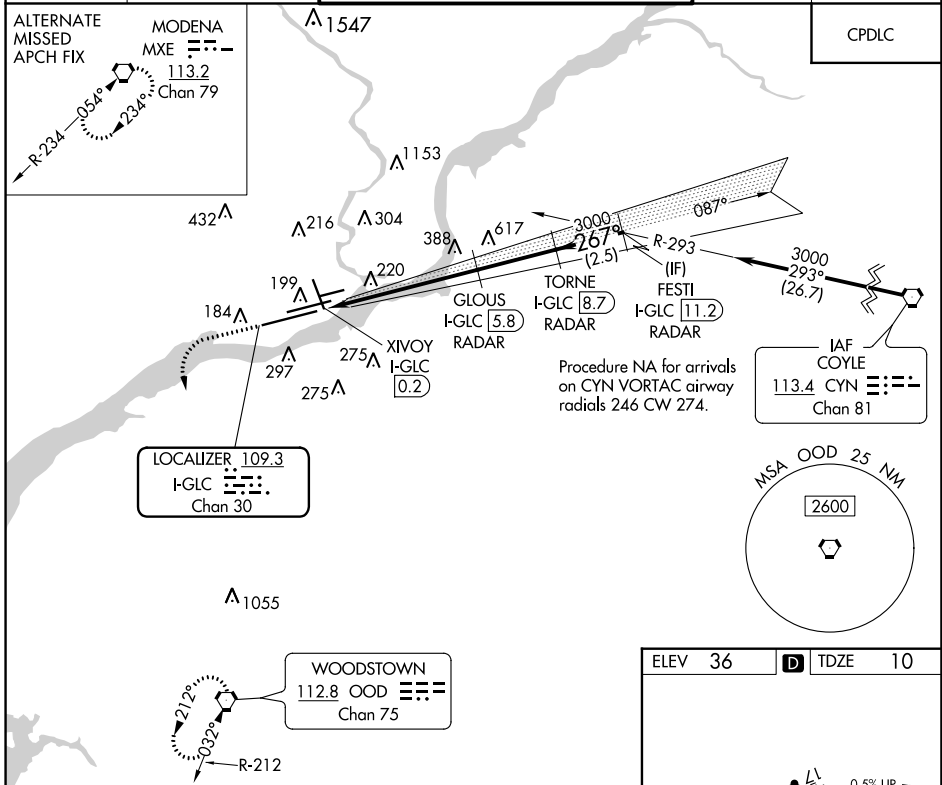 ALTERNATE
MISSED
APCH FIX
MODENA
MXE
113.2
Chan 79
R-234
054°
234°
1547
CPDLC
1153
432
216
304
388
617
3000
267°
(2.5)
087°
R-293
3000
293°
(26.7)
199
220
184
297
275
275
XIVOY
I-GLC
0.2
GLOUS
I-GLC 5.8
RADAR
TORNE
I-GLC 8.7
RADAR
(IF)
FESTI
I-GLC 11.2
RADAR
IAF
COYLE
113.4 CYN
Chan 81
Procedure NA for arrivals
on CYN VORTAC airway
radials 246 CW 274.
LOCALIZER 109.3
I-GLC
Chan 30
MSA OOD 25 NM
2600
1055
WOODSTOWN
112.8 OOD
Chan 75
212°
032°
R-212
ELEV 36 D TDZE 10
17
0.5% UP